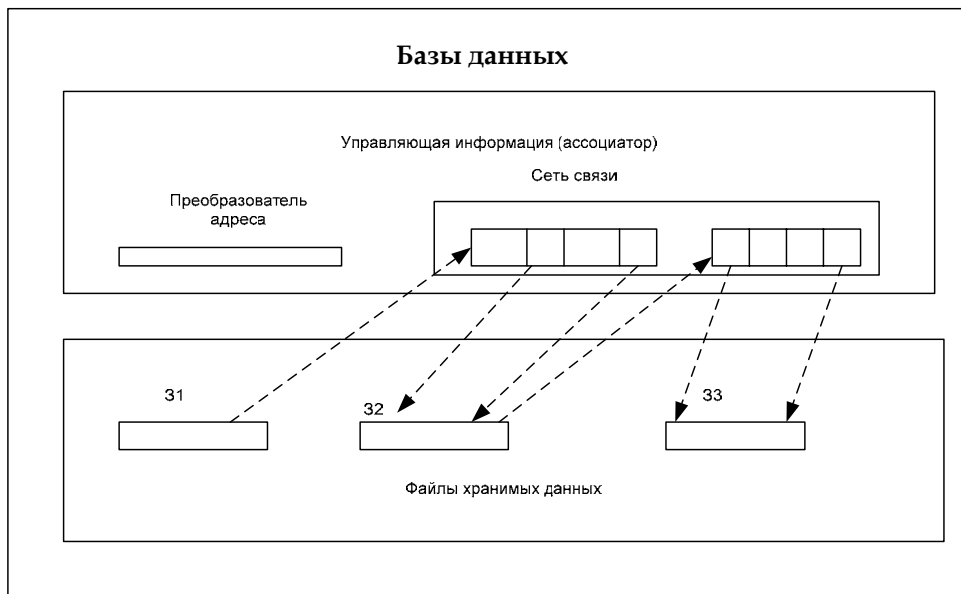 Базы данных
Управляющая информация (ассоциатор)
Сеть связи
Преобразователь
адреса
З1
З2
З3
Файлы хранимых данных